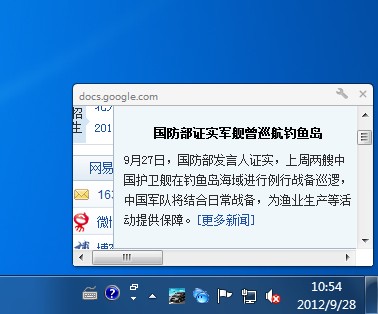 docs.google.com
招
生
201
国防部证实军舰曾巡航钓鱼岛
9月27日，国防部发言人证实，上周两艘中
国护卫舰在钓鱼岛海域进行例行战备巡逻，
中国军队将结合日常战备，为渔业生产等活
动提供保障。[更多新闻]
网易
163
微
博
10:54
2012/9/28